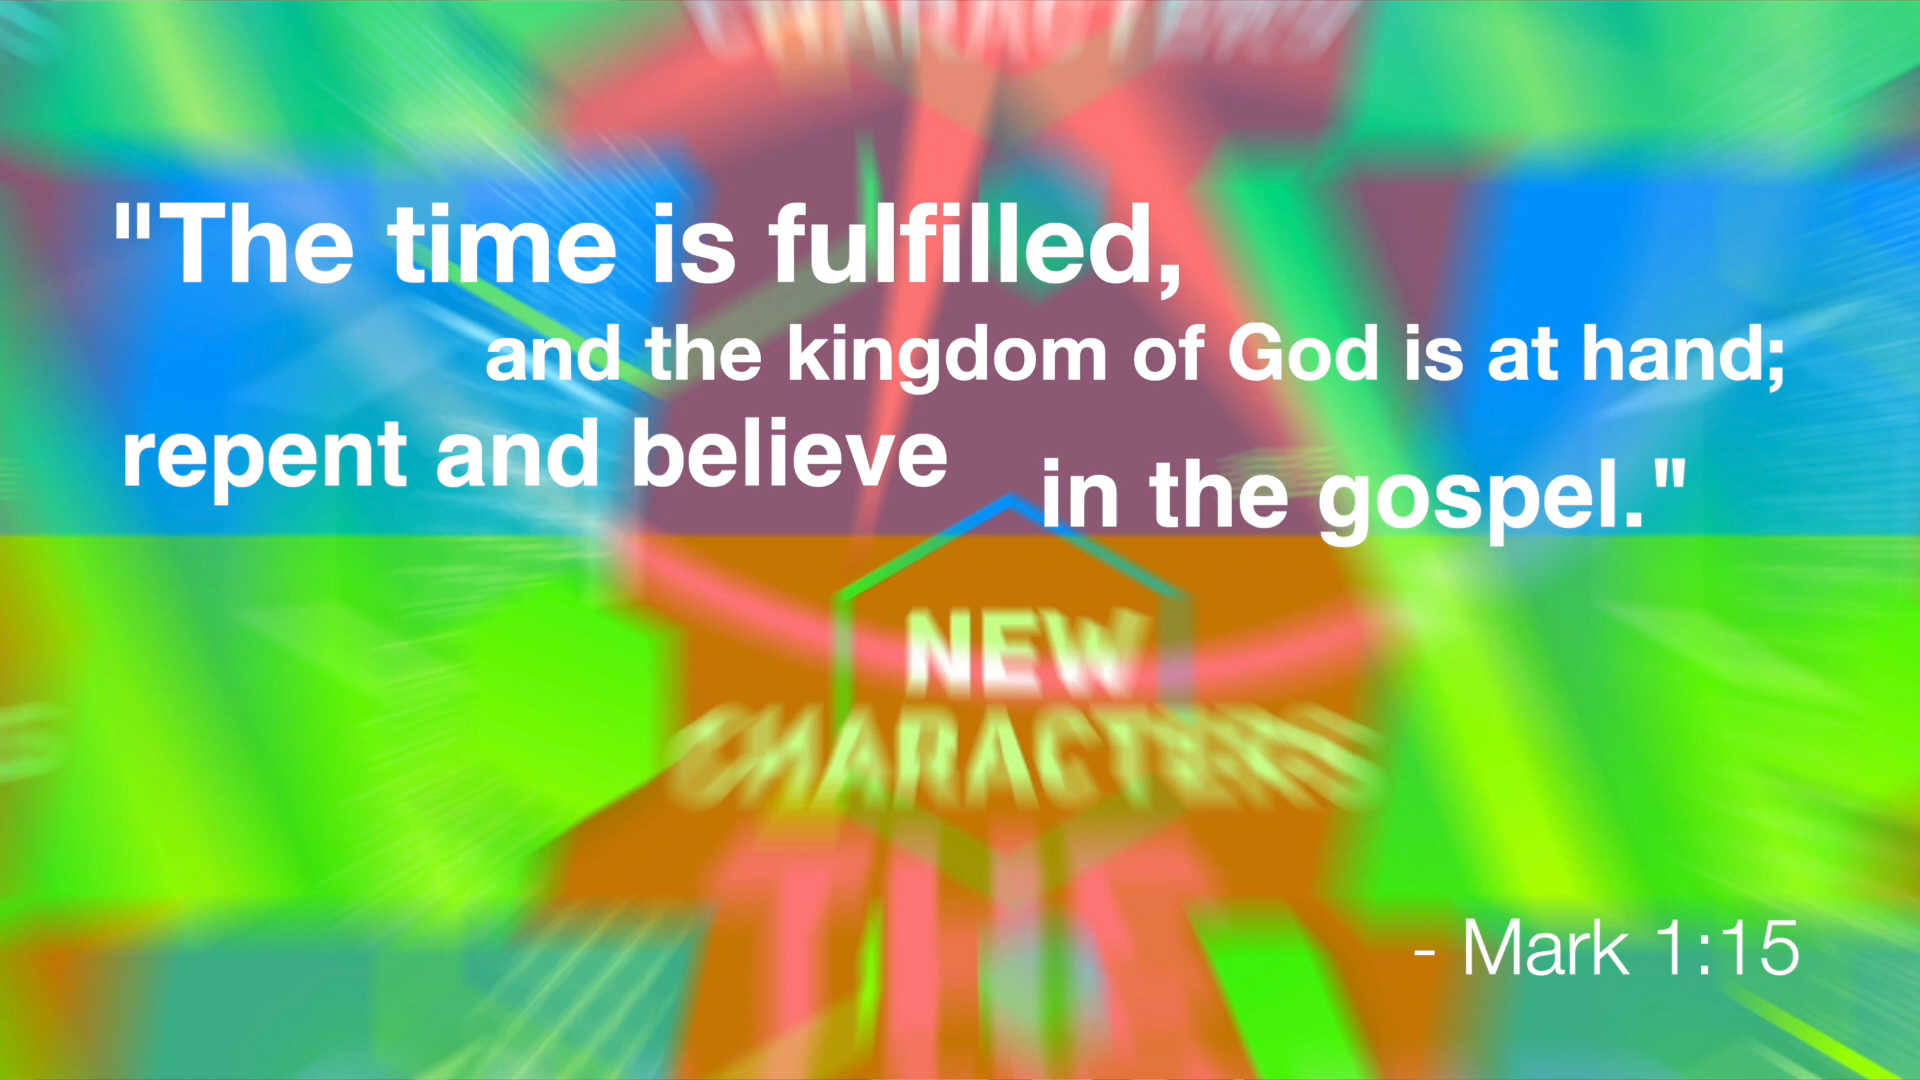 CHARACTERS
"The time is fulfilled,
and the kingdom of God is at hand;
repent and believe
in the gospel."
NEW
CHARACTERS
- Mark 1:15